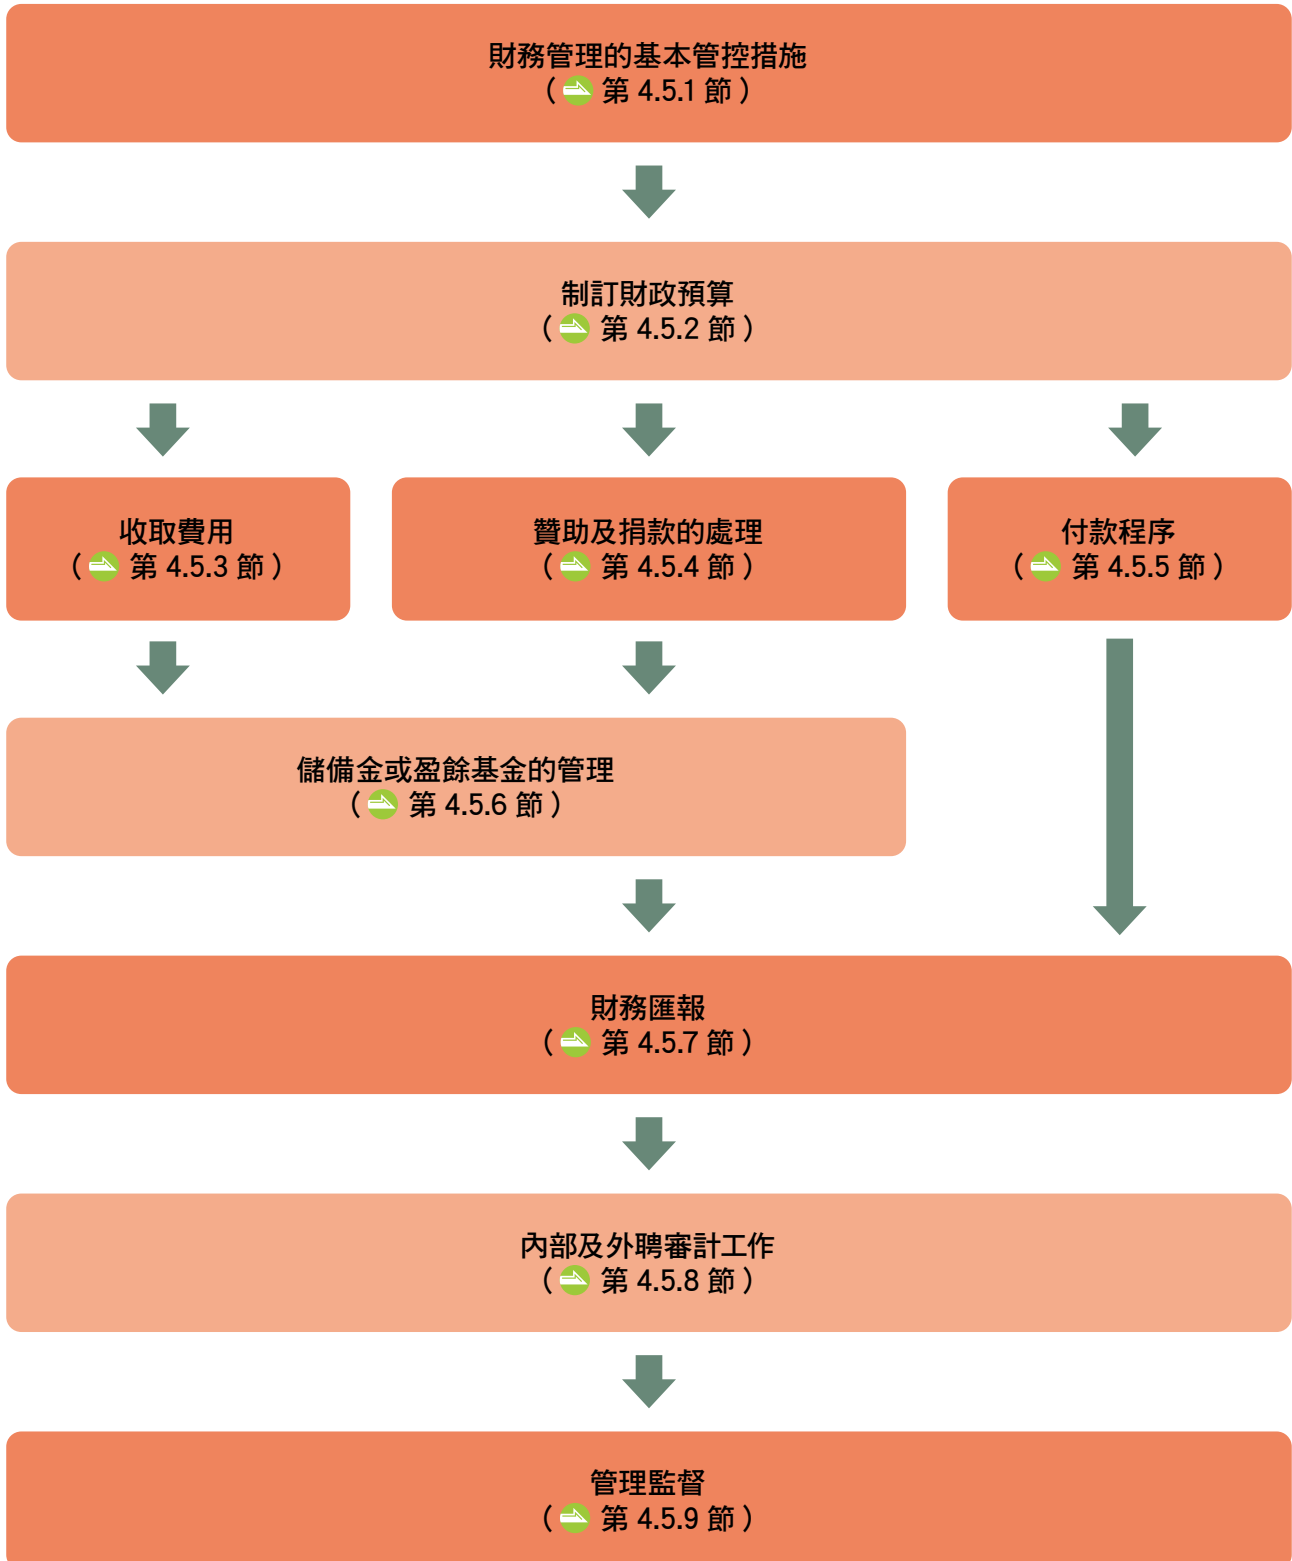 財務管理的基本管控措施
( 第 4.5.1 節 )
制訂財政預算
( 第 4.5.2 節 )
收取費用
( 第 4.5.3 節 )
贊助及捐款的處理
( 第 4.5.4 節 )
付款程序
( 第 4.5.5 節 )
儲備金或盈餘基金的管理
( 第 4.5.6 節 )
財務匯報
( 第 4.5.7 節 )
內部及外聘審計工作
( 第 4.5.8 節 )
管理監督
( 第 4.5.9 節 )